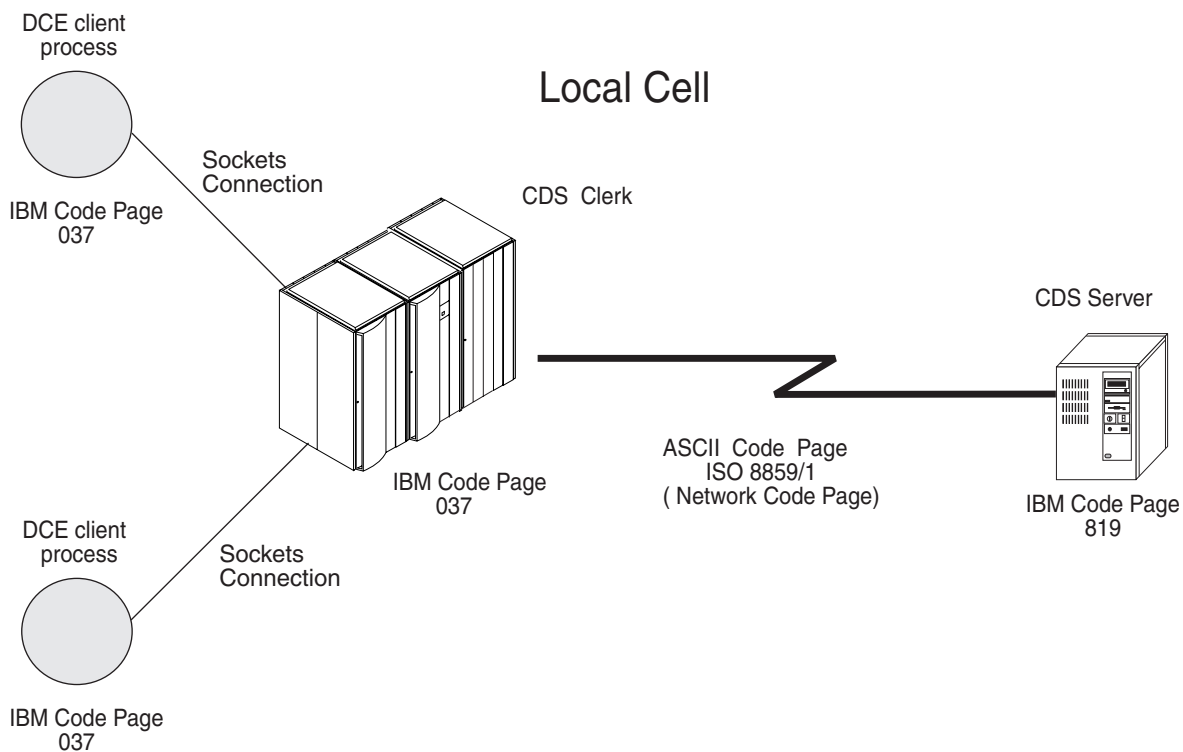 DCE client
process
Local Cell
Sockets
Connection
CDS Clerk
IBM Code Page
037
CDS Server
ASCII Code Page
ISO 8859/1
( Network Code Page)
IBM Code Page
037
IBM Code Page
819
DCE client
process
Sockets
Connection
IBM Code Page
037